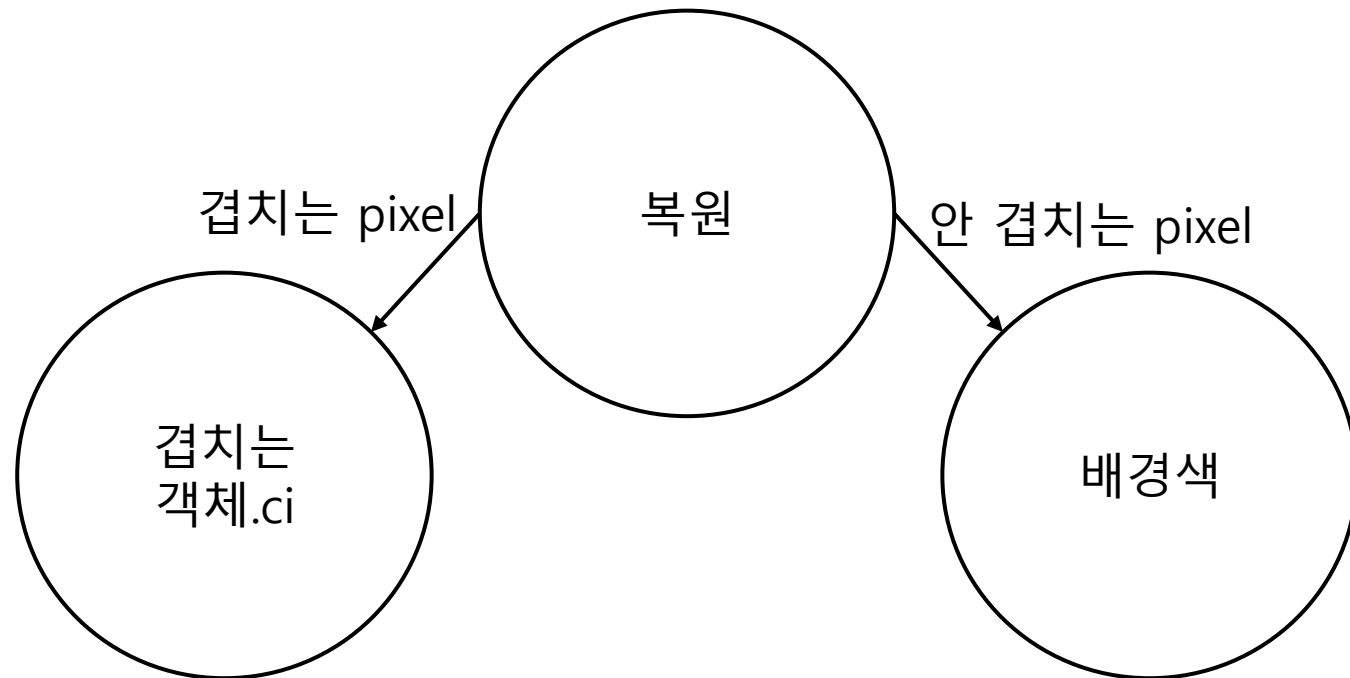 복원
겹치는 pixel
안 겹치는 pixel
겹치는
객체.ci
배경색